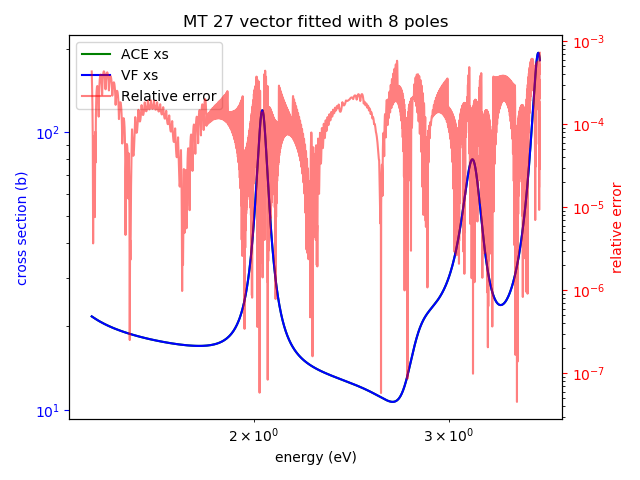 MT 27 vector fitted with 8 poles
ACE xs
VF xs
Relative error
cross section (b)
10²
10¹
10⁻³
10⁻⁴
10⁻⁵
10⁻⁶
10⁻⁷
relative error
2 × 10⁰
3 × 10⁰
energy (eV)